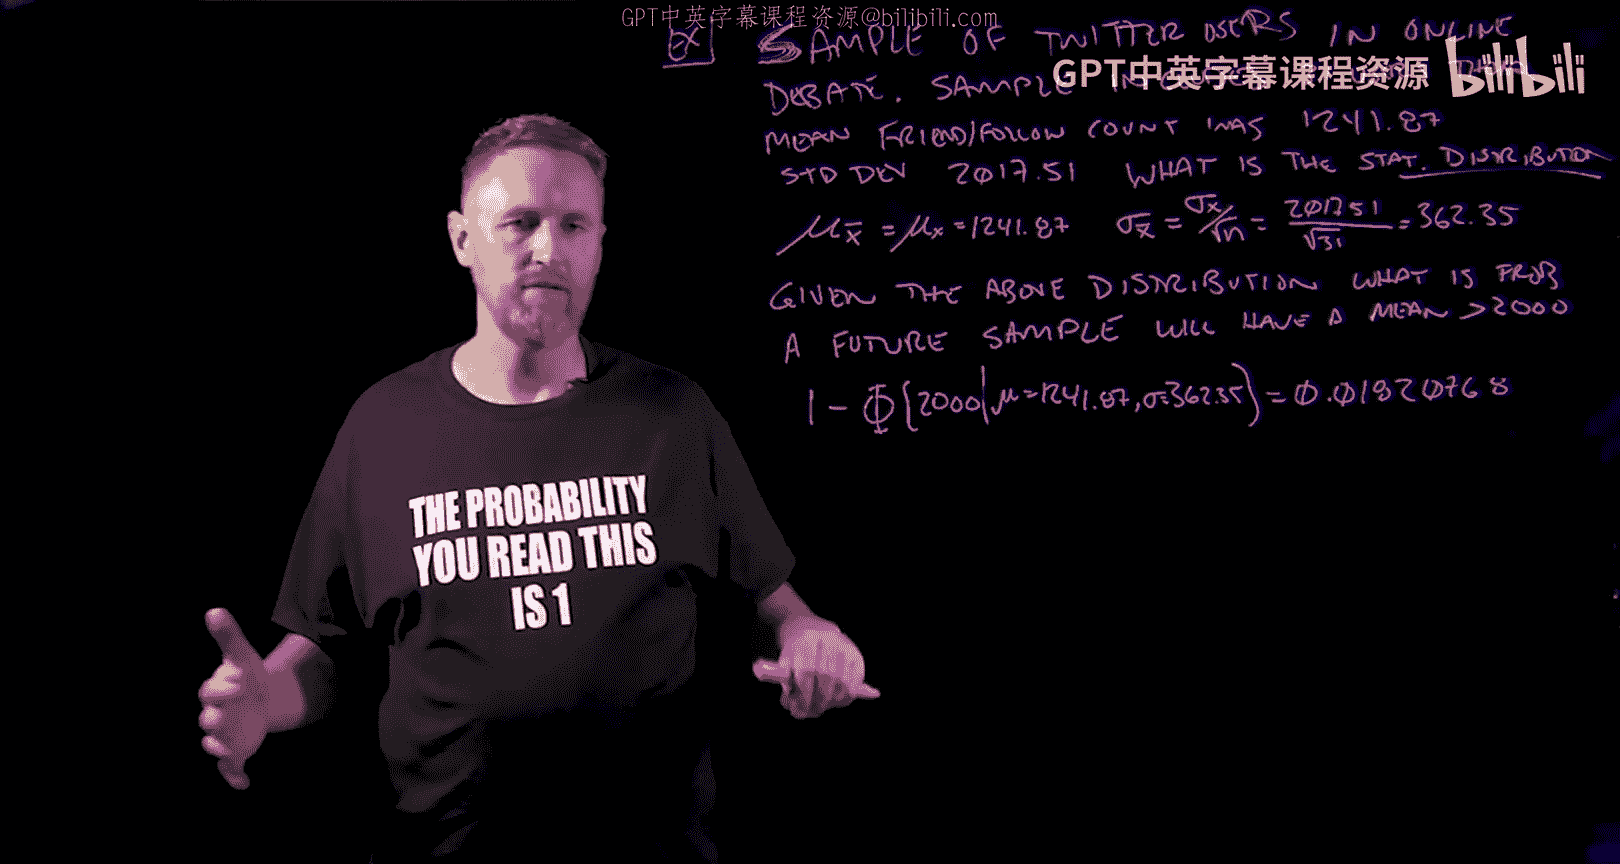 GPT中英字幕课程资源@bilibili.com
EX SAMPLE OF TWITTER USERS IN ONLINE
GPT中英字幕课程资源 bilibili
DEBATE. SAMPLE
MEAN FRIEND/FOLLOW COUNT WAS 1241.87
STD DEV 2017.51 WHAT IS THE STAT. DISTRIBUTION
μx̄ = μx = 1241.87 σx̄ = σx/√n = 201751/√31 = 362.35
GIVEN THE ABOVE DISTRIBUTION WHAT IS PROB
A FUTURE SAMPLE WILL HAVE A MEAN >2000
1 - Φ(2000|μ=1241.87, σ=362.35) = 0.01820768
THE PROBABILITY
YOU READ THIS
IS 1